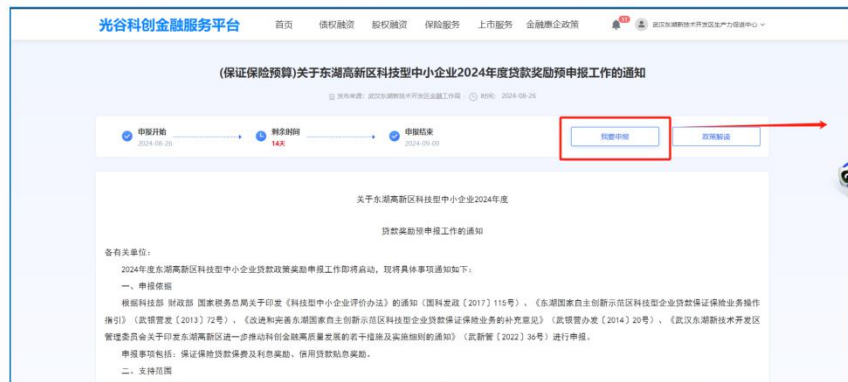 光谷科创金融服务平台 首页 债权融资 股权融资 保险服务 上市服务 金融惠企政策 武汉东湖新技术开发区生产力促进中心
(保证保险预算)关于东湖高新区科技型中小企业2024年度贷款奖励预申报工作的通知
发布来源：武汉东湖新技术开发区金融工作局 时间：2024-08-26
申报开始 剩余时间 申报结束 我要申报 政策解读
2024-08-26 14天 2024-09-09
关于东湖高新区科技型中小企业2024年度
贷款奖励预申报工作的通知
各有关单位：
2024年度东湖高新区科技型中小企业贷款政策奖励申报工作即将启动，现将具体事项通知如下：
一、申报依据
根据科技部 财政部 国家税务总局关于印发《科技型中小企业评价办法》的通知（国科发政〔2017〕115号）、《东湖国家自主创新示范区科技型企业贷款保证保险业务操作
指引》（武银营发〔2013〕72号）、《改进和完善东湖国家自主创新示范区科技型企业贷款保证保险业务的补充意见》（武银营办发〔2014〕20号）、《武汉东湖新技术开发区
管理委员会关于印发东湖高新区进一步推动科创金融高质量发展的若干措施及实施细则的通知》（武新管〔2022〕36号）进行申报。
申报事项包括：保证保险贷款保费及利息奖励、信用贷款贴息奖励。
二、支持范围